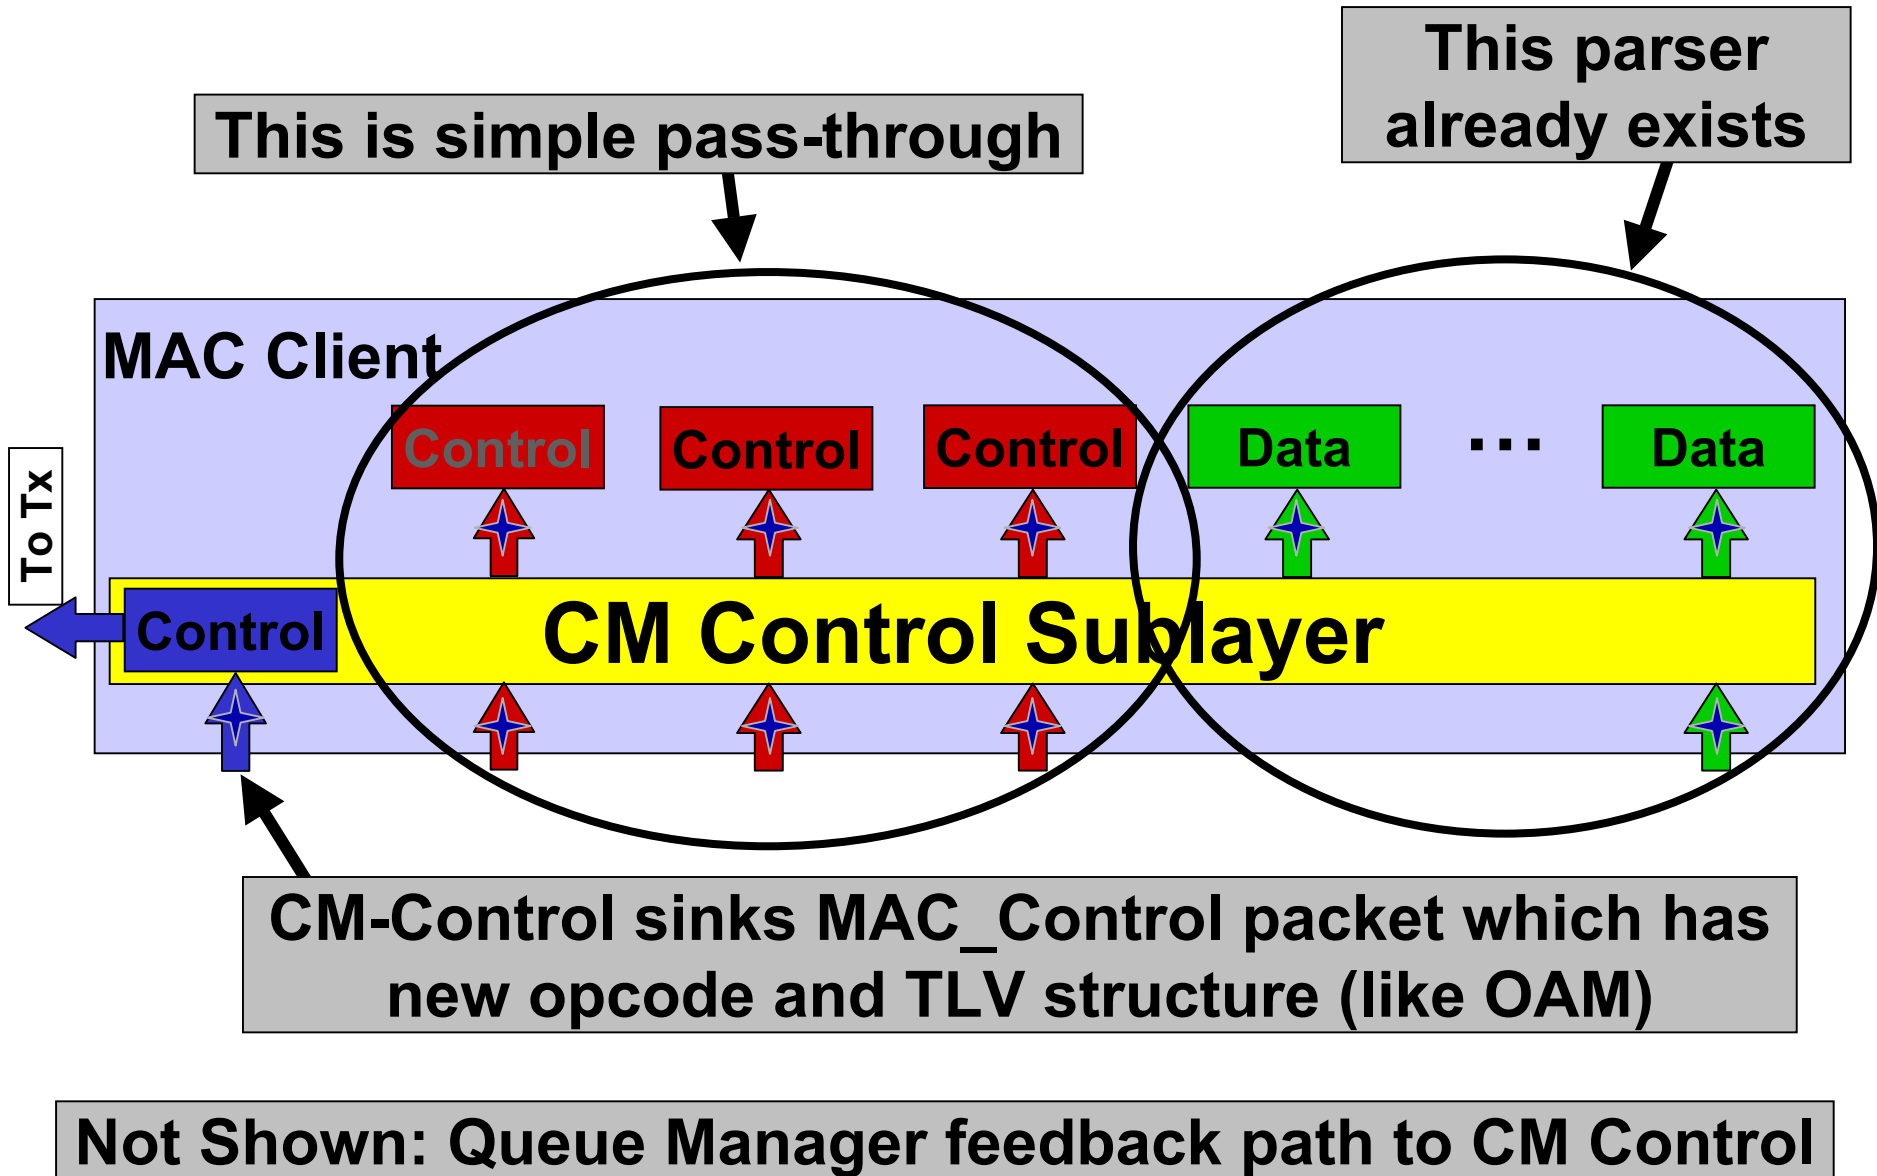 This parser
already exists
This is simple pass-through
MAC Client
Control Control Control Data ... Data
To Tx
Control CM Control Sublayer
CM-Control sinks MAC_Control packet which has
new opcode and TLV structure (like OAM)
Not Shown: Queue Manager feedback path to CM Control